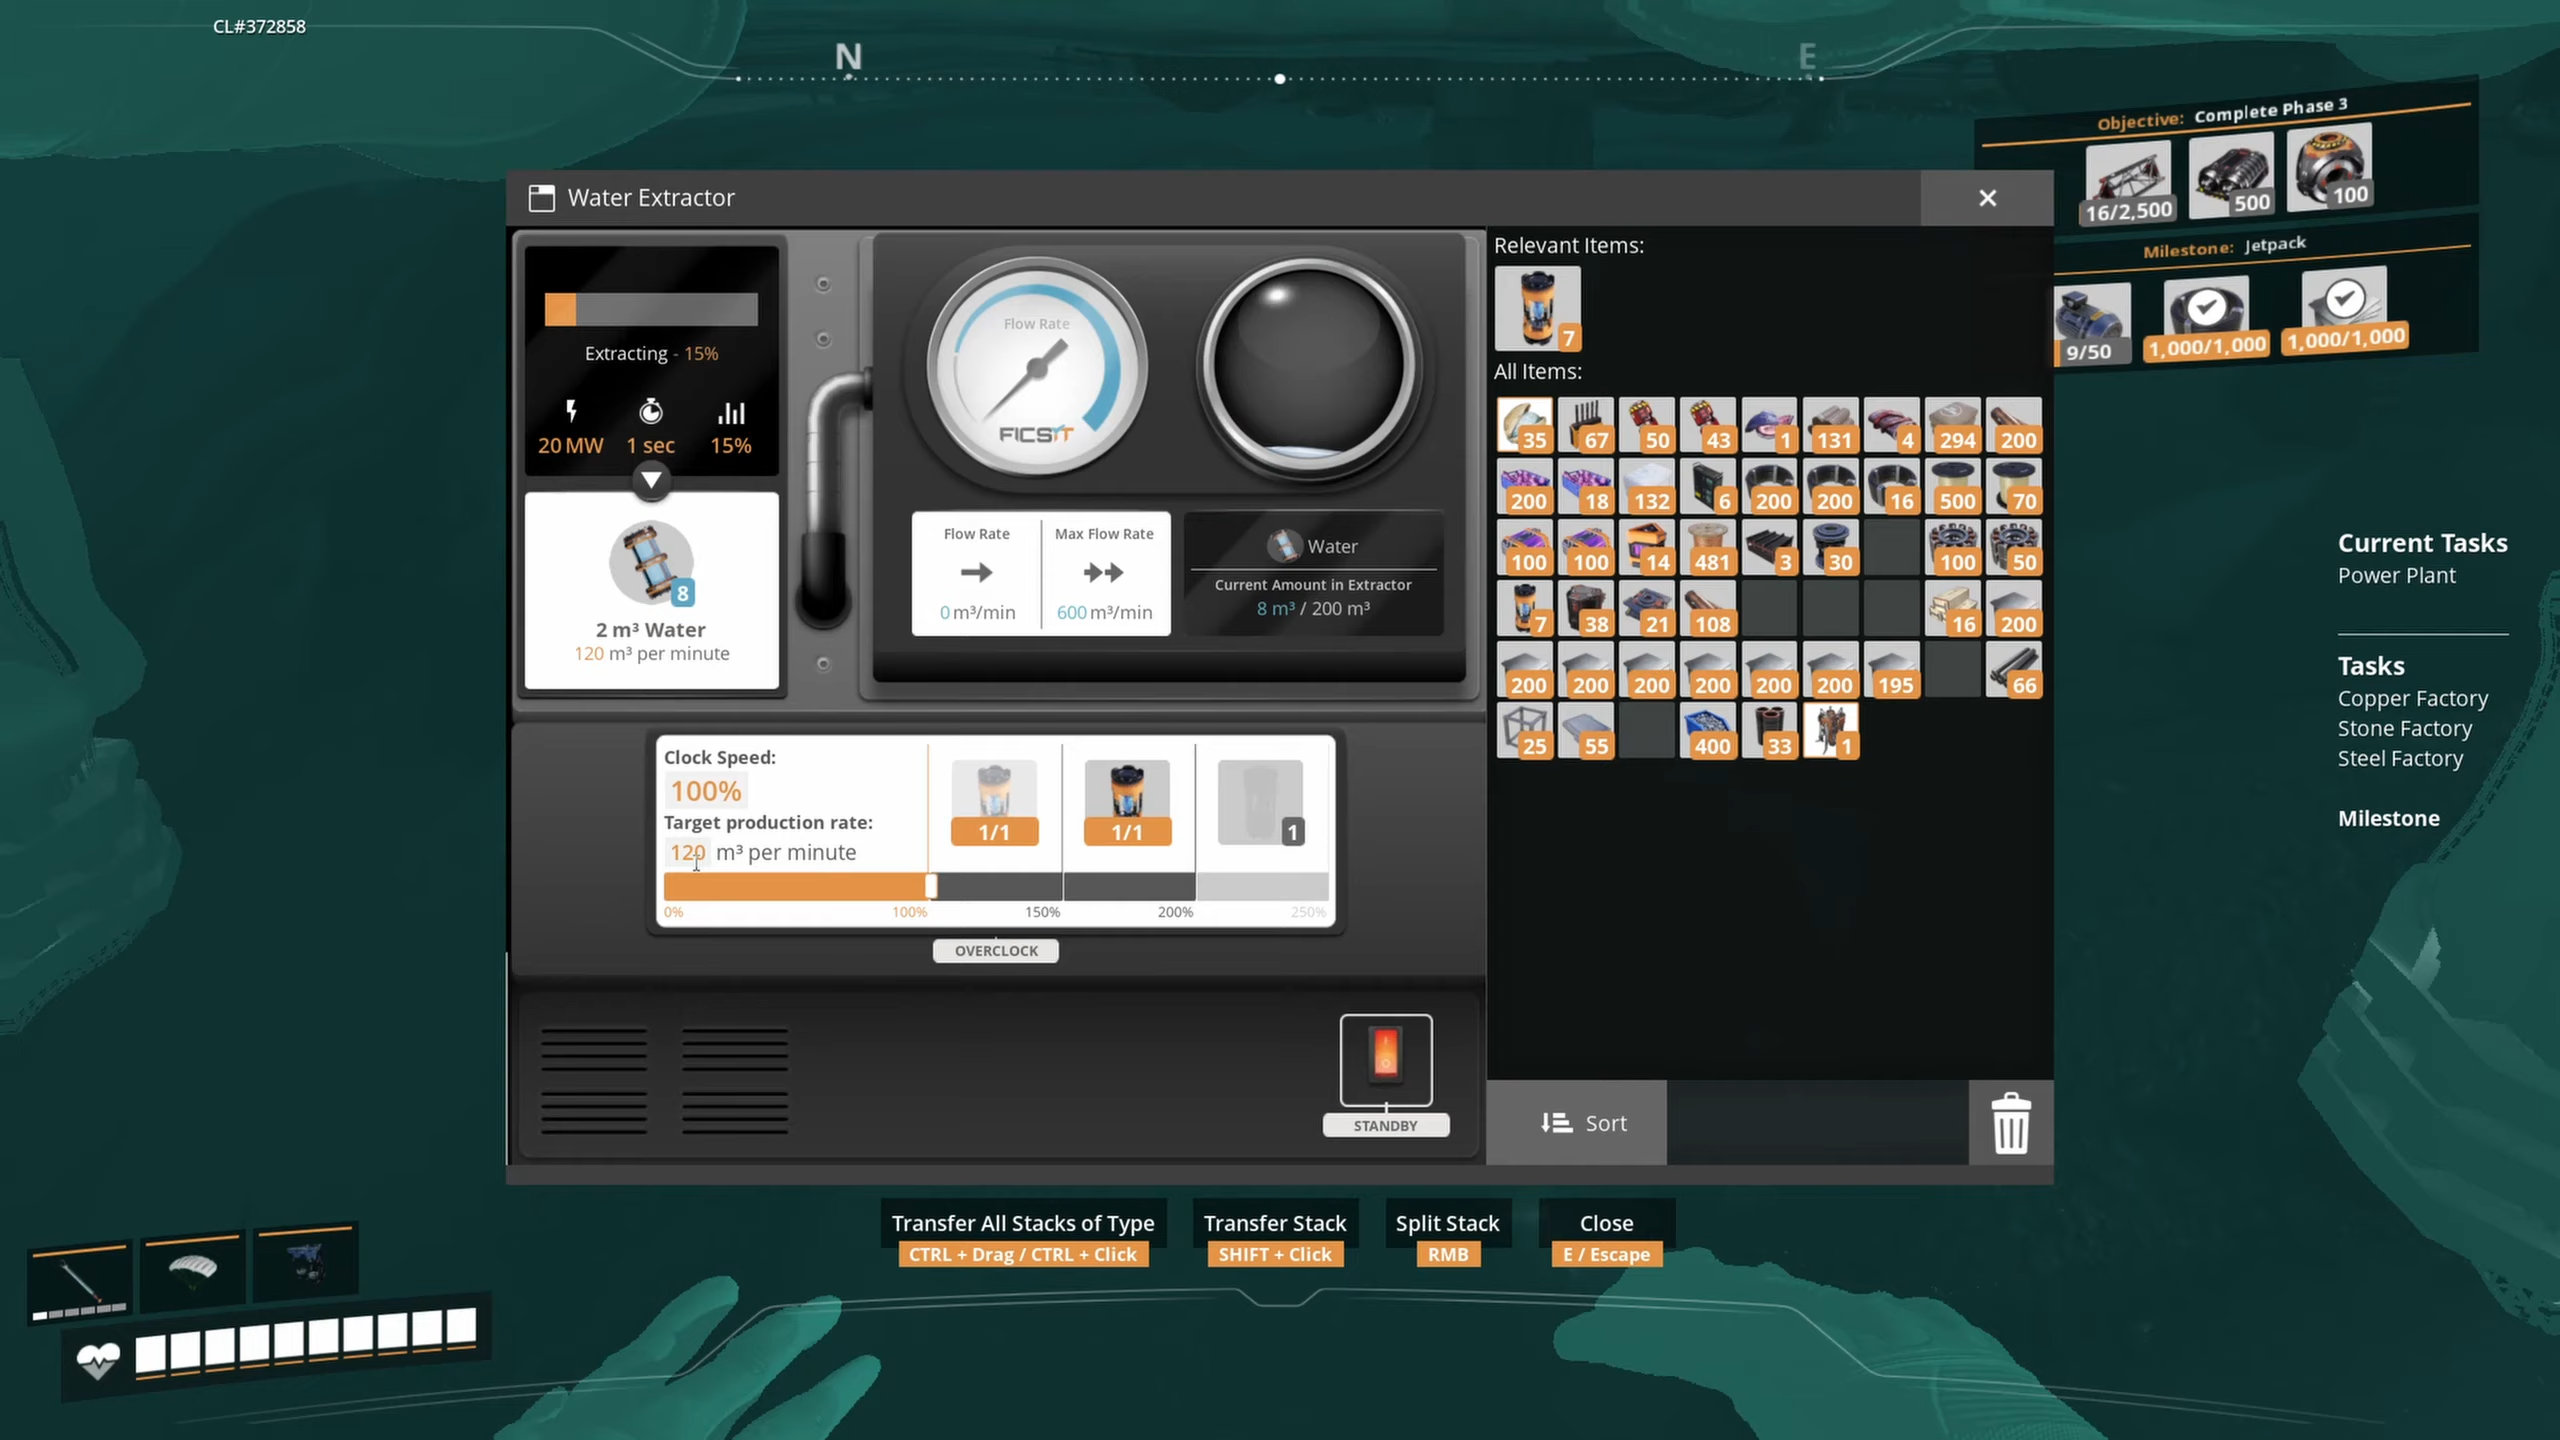 CL#372858
N
E
Objective: Complete Phase 3
16/2,500
500
100
Milestone: Jetpack
9/50
1,000/1,000
1,000/1,000
Water Extractor
Extracting - 15%
20 MW
1 sec
15%
8
2 m³ Water
120 m³ per minute
Flow Rate
FICSIT
Flow Rate
0 m³/min
Max Flow Rate
600 m³/min
Water
Current Amount in Extractor
8 m³ / 200 m³
Clock Speed:
100%
Target production rate:
120 m³ per minute
1/1
1/1
1
0%
100%
150%
200%
250%
OVERCLOCK
STANDBY
Relevant Items:
7
All Items:
35 67 50 43 1 131 4 294 200
200 18 132 6 200 200 16 500 70
100 100 14 481 3 30 100 50
7 38 21 108 16 200
200 200 200 200 200 200 195 66
25 55 400 33 1
Sort
Current Tasks
Power Plant
Tasks
Copper Factory
Stone Factory
Steel Factory
Milestone
Transfer All Stacks of Type
CTRL + Drag / CTRL + Click
Transfer Stack
SHIFT + Click
Split Stack
RMB
Close
E / Escape